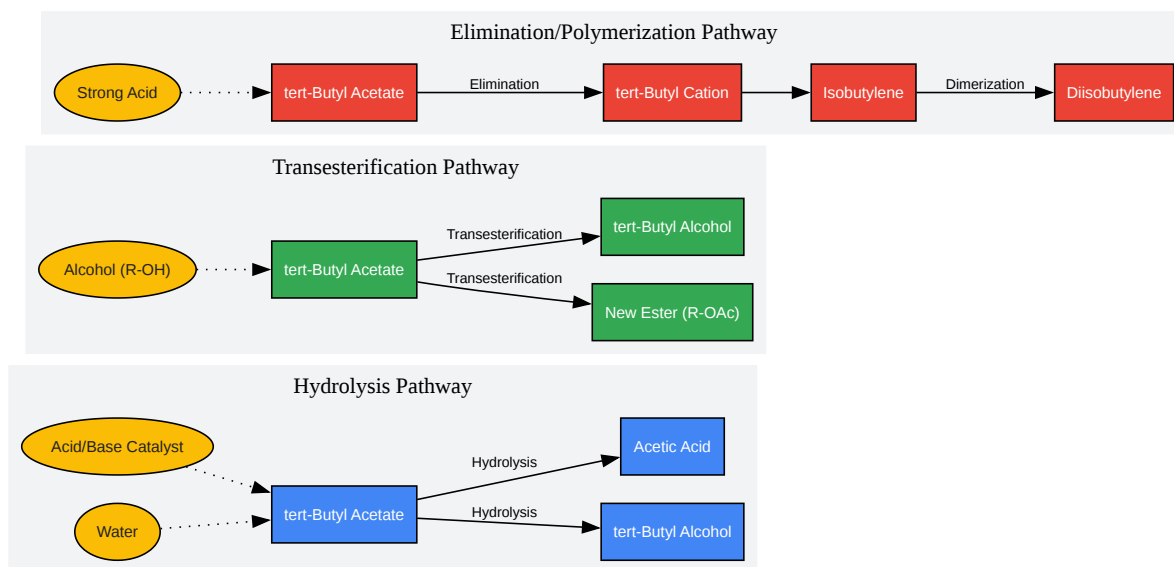 Elimination/Polymerization Pathway
Strong Acid
tert-Butyl Acetate
Elimination
tert-Butyl Cation
Isobutylene
Dimerization
Diisobutylene
Transesterification Pathway
Alcohol (R-OH)
tert-Butyl Acetate
Transesterification
tert-Butyl Alcohol
Transesterification
New Ester (R-OAc)
Hydrolysis Pathway
Acid/Base Catalyst
Water
tert-Butyl Acetate
Hydrolysis
Acetic Acid
Hydrolysis
tert-Butyl Alcohol